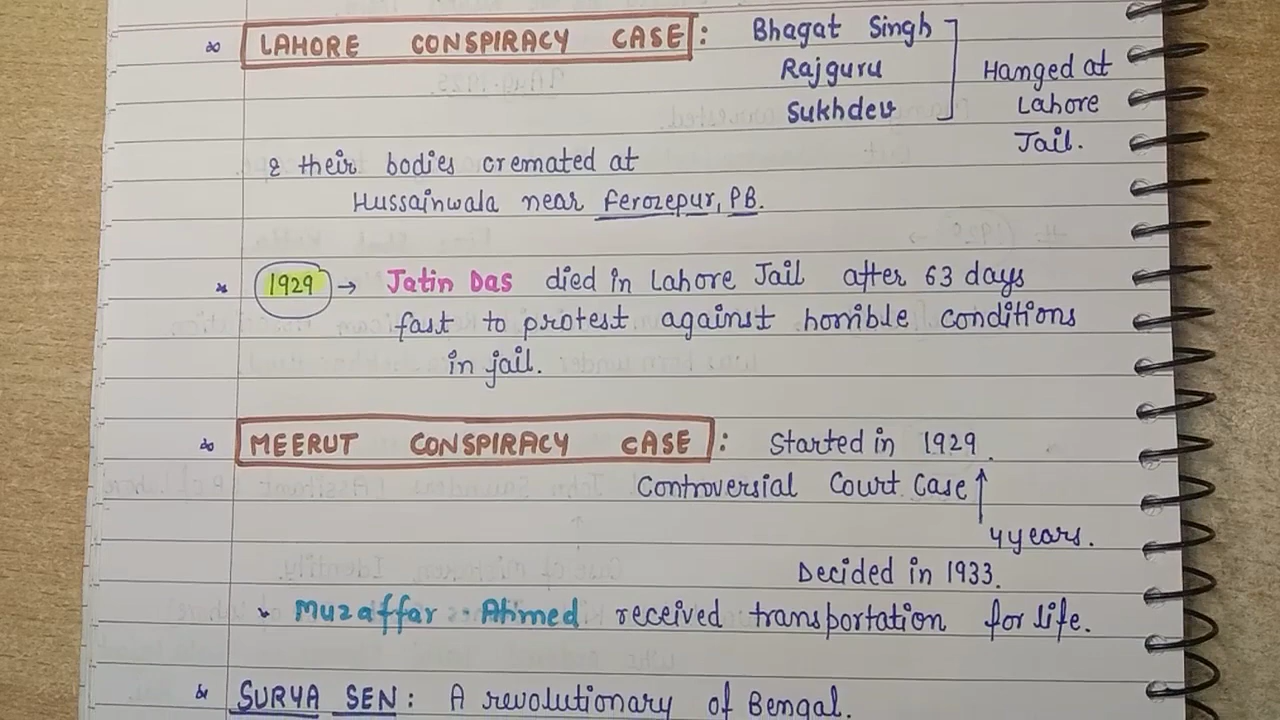 LAHORE CONSPIRACY CASE : Bhagat Singh
Rajguru
Sukhdev
Hanged at
Lahore
Jail.
& their bodies cremated at
Hussainwala near Ferozepur, PB.
* 1929 → Jatin Das died in Lahore Jail after 63 days
fast to protest against horrible conditions
in jail.
MEERUT CONSPIRACY CASE : Started in 1929.
Controversial Court Case ↑
4 years.
Decided in 1933.
Muzaffar Ahmed received transportation for life.
SURYA SEN : A revolutionary of Bengal.